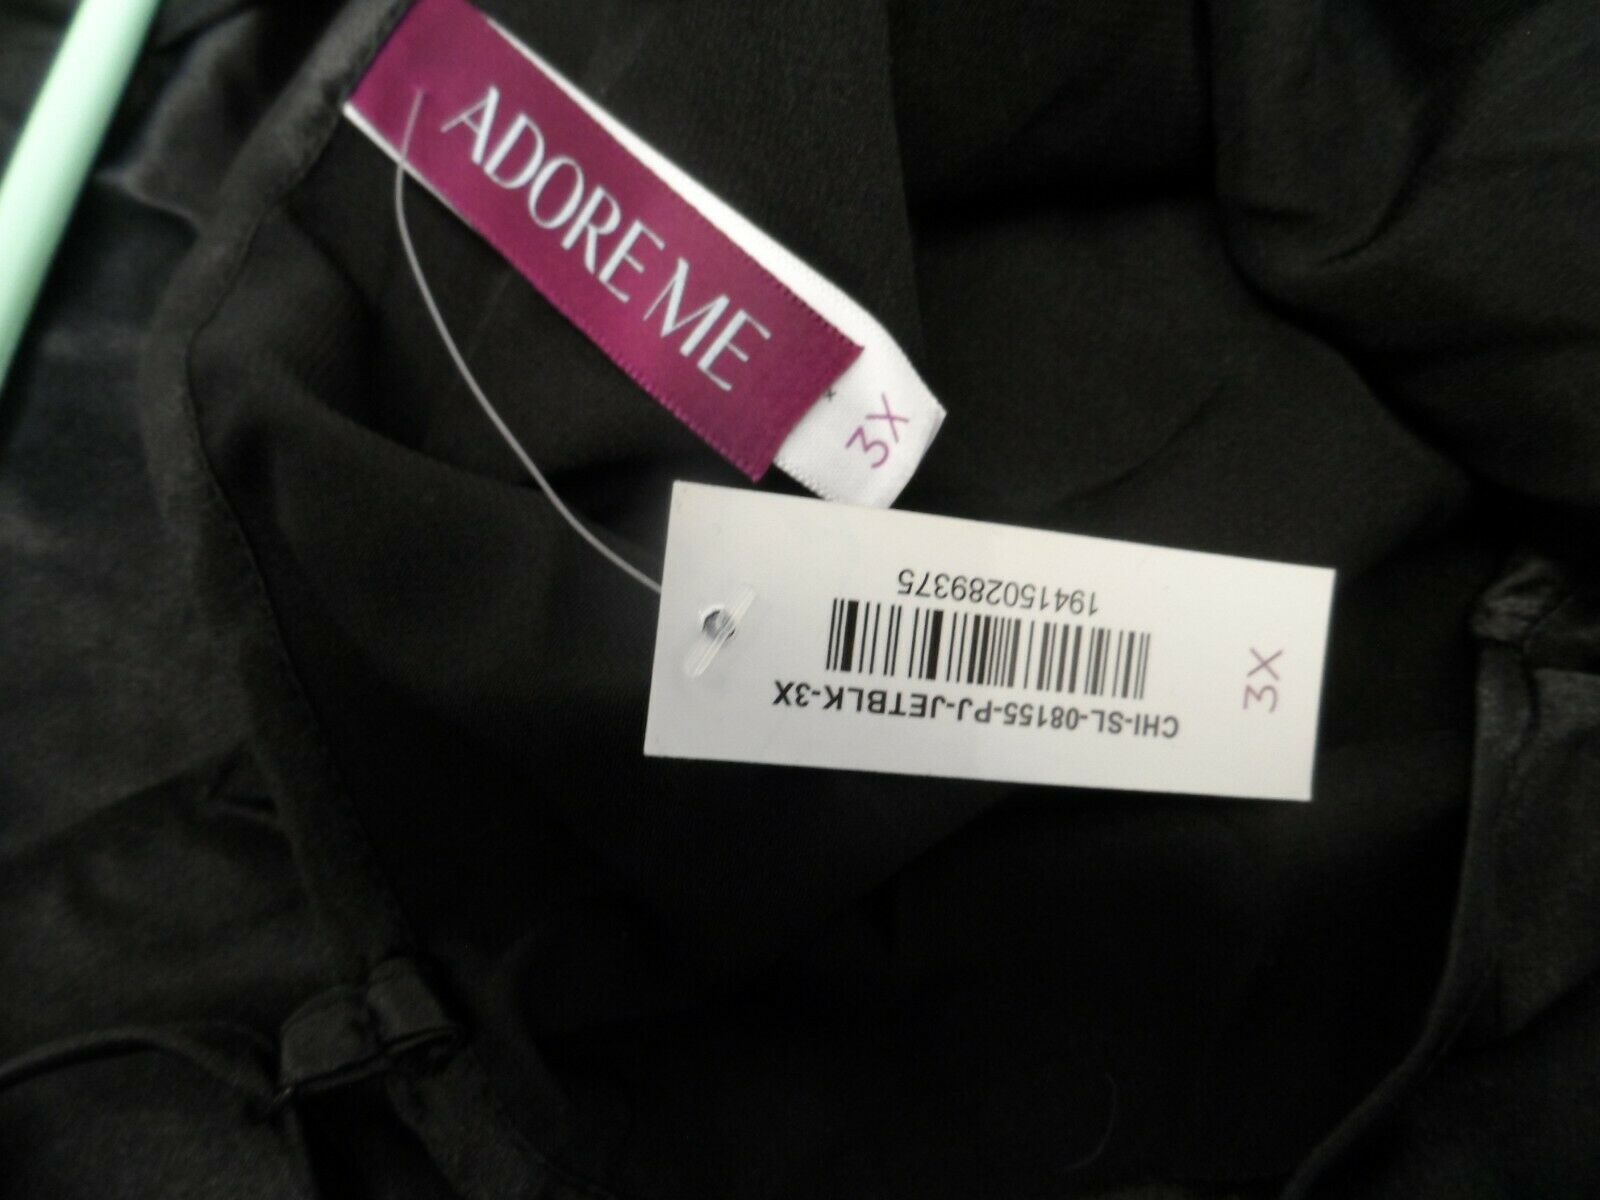 ADORE ME
3X
CHI-SL-08155-PJ-JETBLK-3X
194150289375
3X